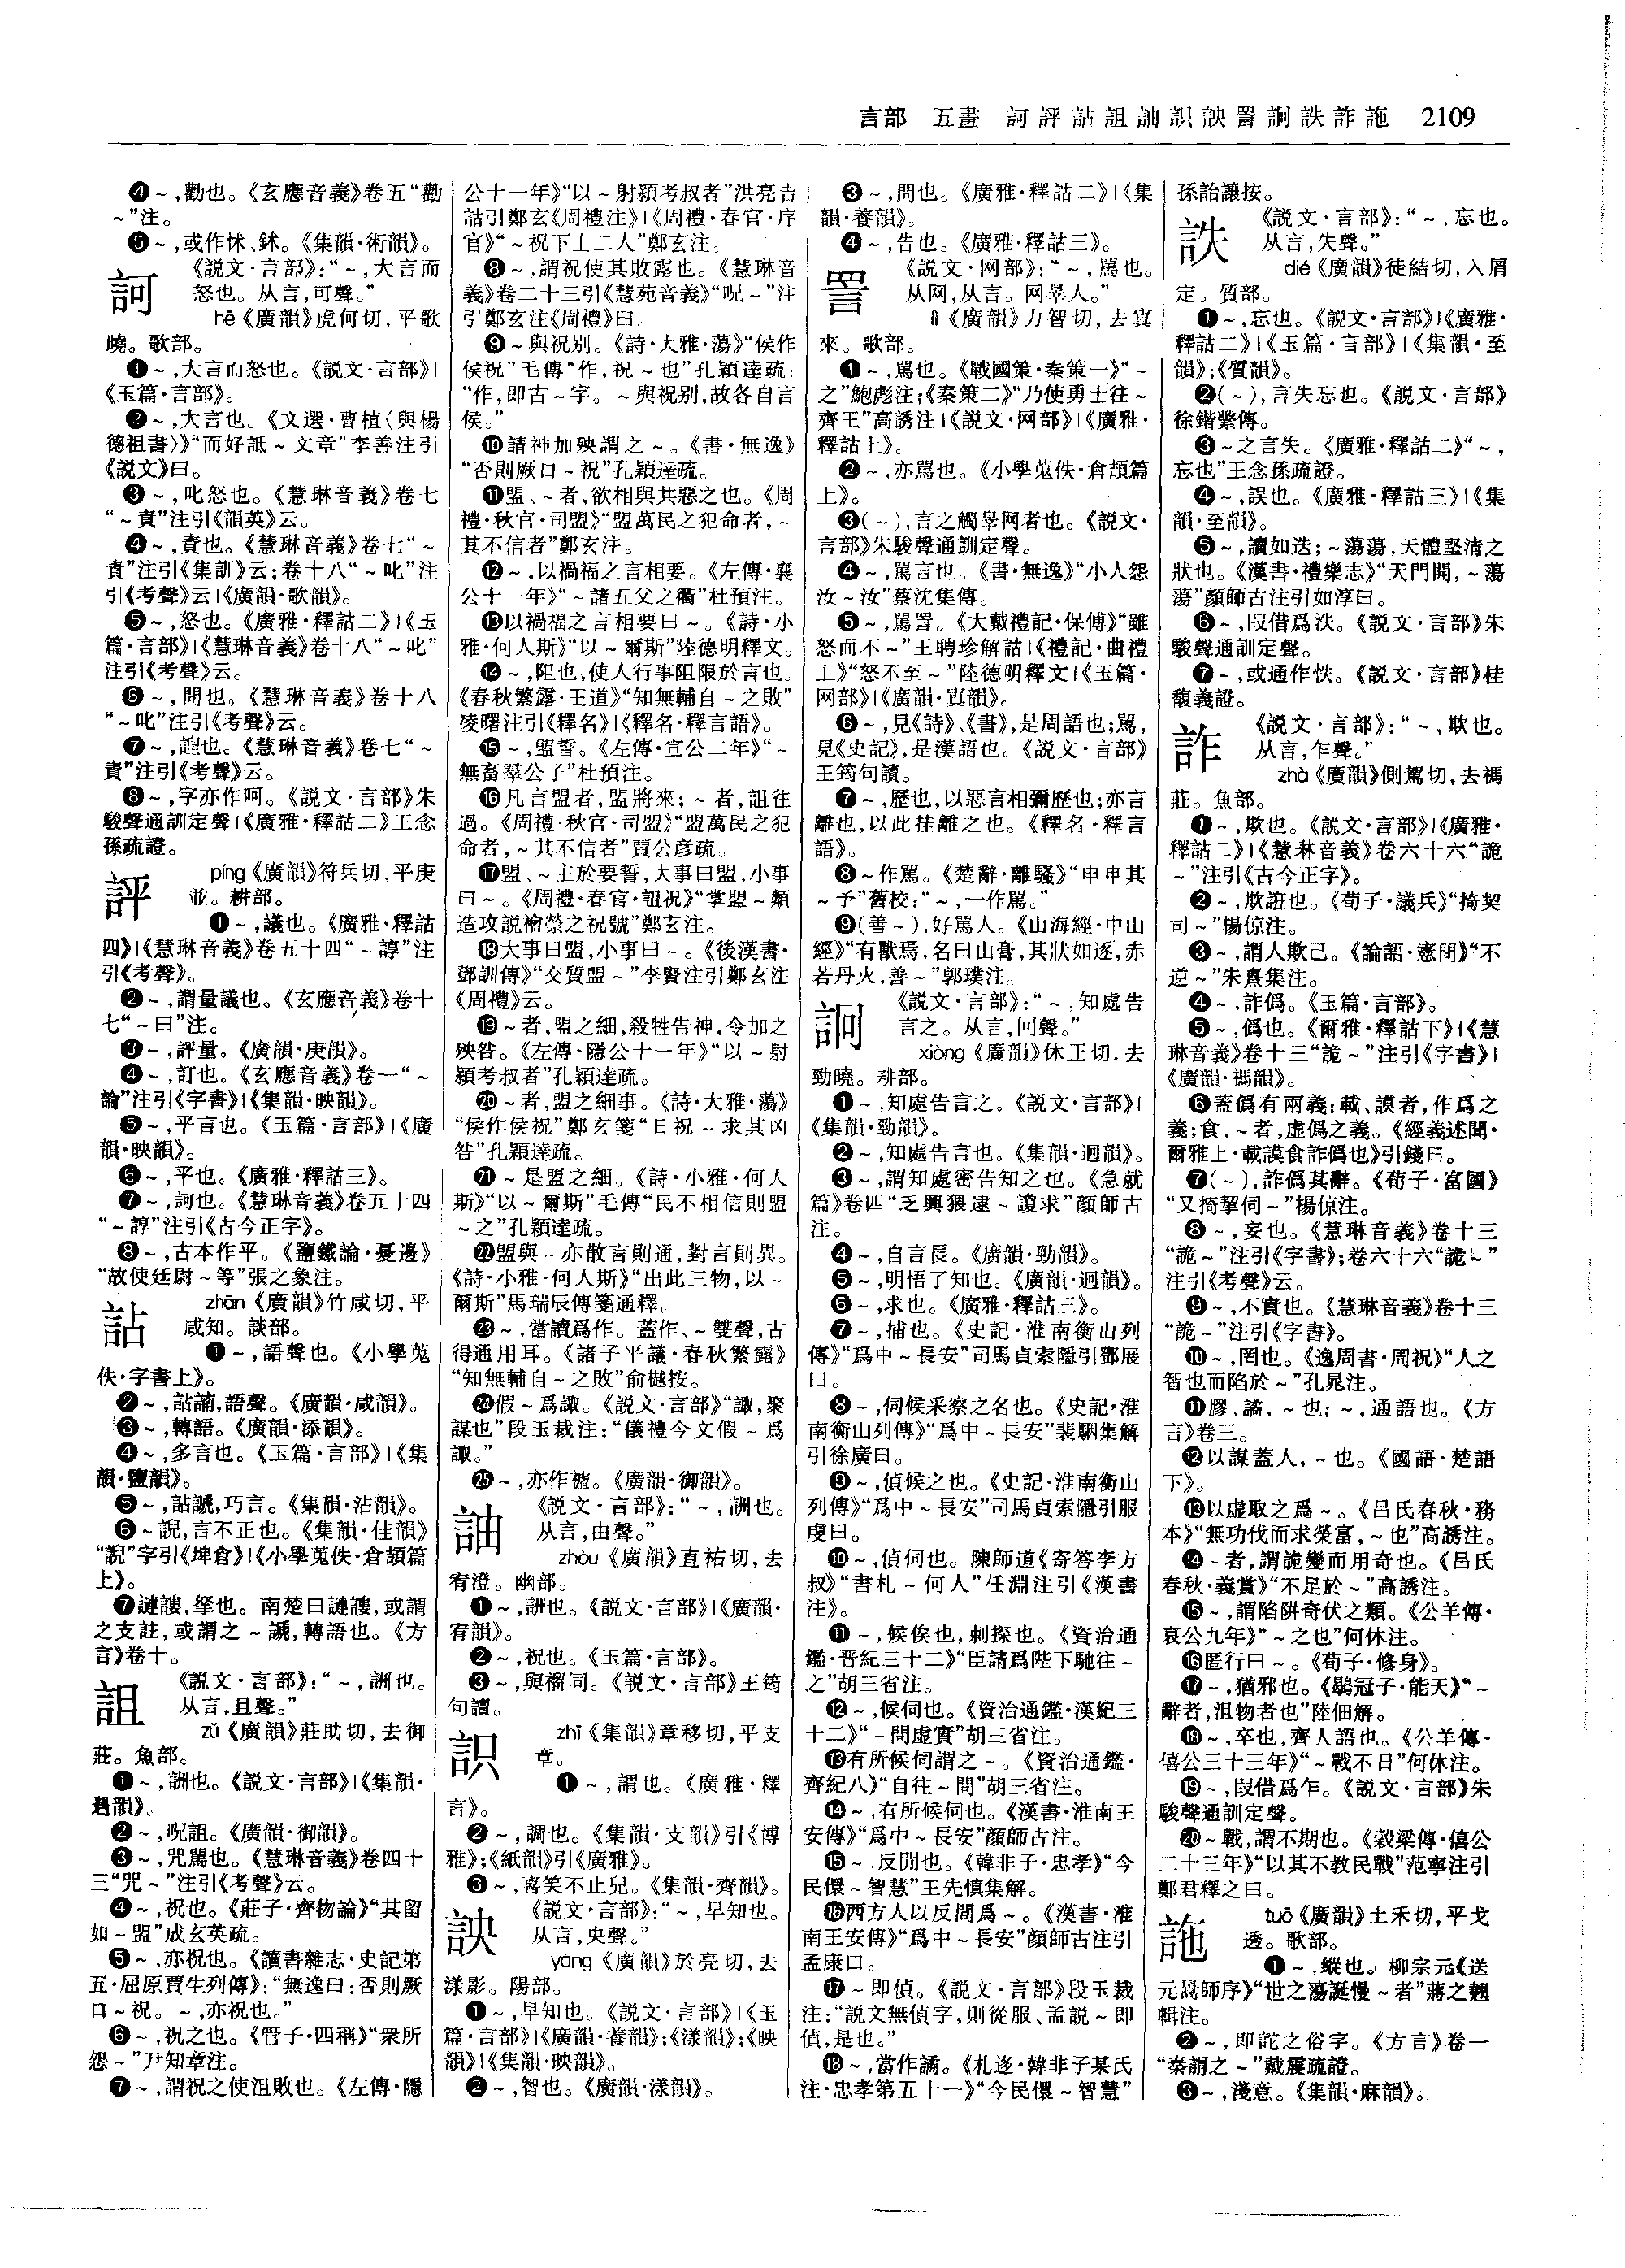 言部 五畫 訶評詀詛訷䛊詇詈詗詄詐詑 2109
❹~,勸也。《玄應音義》卷五“勸
~”注。
❺~,或作怵、鉥。《集韻·術韻》。
訶
《説文·言部》:“~,大言而
怒也。从言,可聲。”
hē《廣韻》虎何切,平歌
曉。歌部。
❶~,大言而怒也。《説文·言部》|
《玉篇·言部》。
❷~,大言也。《文選·曹植〈與楊
德祖書〉》“而好詆~文章”李善注引
《説文》曰。
❸~,叱怒也。《慧琳音義》卷七
“~責”注引《韻英》云。
❹~,責也。《慧琳音義》卷七“~
責”注引《集訓》云;卷十八“~叱”注
引《考聲》云|《廣韻·歌韻》。
❺~,怒也。《廣雅·釋詁二》|《玉
篇·言部》|《慧琳音義》卷十八“~叱”
注引《考聲》云。
❻~,問也。《慧琳音義》卷十八
“~叱”注引《考聲》云。
❼~,譴也。《慧琳音義》卷七“~
責”注引《考聲》云。
❽~,字亦作呵。《説文·言部》朱
駿聲通訓定聲|《廣雅·釋詁二》王念
孫疏證。
評
píng《廣韻》符兵切,平庚
並。耕部。
❶~,議也。《廣雅·釋詁
四》|《慧琳音義》卷五十四“~諄”注
引《考聲》。
❷~,謂量議也。《玄應音義》卷十
七“~曰”注。
❸~,評量。《廣韻·庚韻》。
❹~,訂也。《玄應音義》卷一“~
論”注引《字書》|《集韻·映韻》。
❺~,平言也。《玉篇·言部》|《廣
韻·映韻》。
❻~,平也。《廣雅·釋詁三》。
❼~,訶也。《慧琳音義》卷五十四
“~諄”注引《古今正字》。
❽~,古本作平。《鹽鐵論·憂邊》
“故使廷尉~等”張之象注。
詀
zhān《廣韻》竹咸切,平
咸知。談部。
❶~,語聲也。《小學蒐
佚·字書上》。
❷~,詀諵,語聲。《廣韻·咸韻》。
❸~,轉語。《廣韻·添韻》。
❹~,多言也。《玉篇·言部》|《集
韻·鹽韻》。
❺~,詀謕,巧言。《集韻·沾韻》。
❻~䛩,言不正也。《集韻·佳韻》
“䛩”字引《埤倉》|《小學蒐佚·倉頡篇
上》。
❼謰謱,拏也。南楚曰謰謱,或謂
之支註,或謂之~謕,轉語也。《方
言》卷十。
詛
《説文·言部》:“~,詶也。
从言,且聲。”
zǔ《廣韻》莊助切,去御
莊。魚部。
❶~,詶也。《説文·言部》|《集韻·
遇韻》。
❷~,呪詛。《廣韻·御韻》。
❸~,咒駡也。《慧琳音義》卷四十
三“咒~”注引《考聲》云。
❹~,祝也。《莊子·齊物論》“其留
如~盟”成玄英疏。
❺~,亦祝也。《讀書雜志·史記第
五·屈原賈生列傳》:“無逸曰:否則厥
口~祝。~,亦祝也。”
❻~,祝之也。《管子·四稱》“衆所
怨~”尹知章注。
❼~,謂祝之使沮敗也。《左傳·隱
公十一年》“以~射潁考叔者”洪亮吉
詁引鄭玄《周禮注》|《周禮·春官·序
官》“~祝下士二人”鄭玄注。
❽~,謂祝使其敗露也。《慧琳音
義》卷二十三引《慧苑音義》“呪~”注
引鄭玄注《周禮》曰。
❾~與祝别。《詩·大雅·蕩》“侯作
侯祝”毛傳“作,祝~也”孔穎達疏:
“作,即古~字。~與祝别,故各自言
侯。”
❿請神加殃謂之~。《書·無逸》
“否則厥口~祝”孔穎達疏。
⓫盟、~者,欲相與共惡之也。《周
禮·秋官·司盟》“盟萬民之犯命者,~
其不信者”鄭玄注。
⓬~,以禍福之言相要。《左傳·襄
公十一年》“~諸五父之衢”杜預注。
⓭以禍福之言相要曰~。《詩·小
雅·何人斯》“以~爾斯”陸德明釋文。
⓮~,阻也,使人行事阻限於言也。
《春秋繁露·王道》“知無輔自~之敗”
凌曙注引《釋名》|《釋名·釋言語》。
⓯~,盟誓。《左傳·宣公二年》“~
無畜羣公子”杜預注。
⓰凡言盟者,盟將來;~者,詛往
過。《周禮·秋官·司盟》“盟萬民之犯
命者,~其不信者”賈公彦疏。
⓱盟、~主於要誓,大事曰盟,小事
曰~。《周禮·春官·詛祝》“掌盟~類
造攻説禬禜之祝號”鄭玄注。
⓲大事曰盟,小事曰~。《後漢書·
鄧訓傳》“交質盟~”李賢注引鄭玄注
《周禮》云。
⓳~者,盟之細,殺牲告神,令加之
殃咎。《左傳·隱公十一年》“以~射
潁考叔者”孔穎達疏。
⓴~者,盟之細事。《詩·大雅·蕩》
“侯作侯祝”鄭玄箋“日祝~求其凶
咎”孔穎達疏。
㉑~是盟之細。《詩·小雅·何人
斯》“以~爾斯”毛傳“民不相信則盟
~之”孔穎達疏。
㉒盟與~亦散言則通,對言則異。
《詩·小雅·何人斯》“出此三物,以~
爾斯”馬瑞辰傳箋通釋。
㉓~,當讀爲作。蓋作、~雙聲,古
得通用耳。《諸子平議·春秋繁露》
“知無輔自~之敗”俞樾按。
㉔假~爲諏。《説文·言部》“諏,聚
謀也”段玉裁注:“儀禮今文假~爲
諏。”
㉕~,亦作禠。《廣韻·御韻》。
訷
《説文·言部》:“~,詶也。
从言,由聲。”
zhòu《廣韻》直祐切,去
宥澄。幽部。
❶~,詶也。《説文·言部》|《廣韻·
宥韻》。
❷~,祝也。《玉篇·言部》。
❸~,與褶同。《説文·言部》王筠
句讀。
䛊
zhī《集韻》章移切,平支
章。
❶~,謂也。《廣雅·釋
言》。
❷~,調也。《集韻·支韻》引《博
雅》;《紙韻》引《廣雅》。
❸~,喜笑不止皃。《集韻·齊韻》。
詇
《説文·言部》:“~,早知也。
从言,央聲。”
yàng《廣韻》於亮切,去
漾影。陽部。
❶~,早知也。《説文·言部》|《玉
篇·言部》|《廣韻·養韻》;《漾韻》;《映
韻》|《集韻·映韻》。
❷~,智也。《廣韻·漾韻》。
❸~,問也。《廣雅·釋詁二》|《集
韻·養韻》。
❹~,告也。《廣雅·釋詁三》。
詈
《説文·网部》:“~,駡也。
从网,从言。网辠人。”
lì《廣韻》力智切,去寘
來。歌部。
❶~,駡也。《戰國策·秦策一》“~
之”鮑彪注;《秦策二》“乃使勇士往~
齊王”高誘注|《説文·网部》|《廣雅·
釋詁上》。
❷~,亦駡也。《小學蒐佚·倉頡篇
上》。
❸(~),言之觸辠网者也。《説文·
言部》朱駿聲通訓定聲。
❹~,駡言也。《書·無逸》“小人怨
汝~汝”蔡沈集傳。
❺~,駡詈。《大戴禮記·保傅》“雖
怒而不~”王聘珍解詁|《禮記·曲禮
上》“怒不至~”陸德明釋文|《玉篇·
网部》|《廣韻·寘韻》。
❻~,見《詩》、《書》,是周語也;駡,
見《史記》,是漢語也。《説文·言部》
王筠句讀。
❼~,歷也,以惡言相彌歷也;亦言
離也,以此挂離之也。《釋名·釋言
語》。
❽~作駡。《楚辭·離騷》“申申其
~予”舊校:“~,一作駡。”
❾(善~),好駡人。《山海經·中山
經》“有獸焉,名曰山膏,其狀如逐,赤
若丹火,善~”郭璞注。
詗
《説文·言部》:“~,知處告
言之。从言,冋聲。”
xiòng《廣韻》休正切,去
勁曉。耕部。
❶~,知處告言之。《説文·言部》|
《集韻·勁韻》。
❷~,知處告言也。《集韻·迥韻》。
❸~,謂知處密告知之也。《急就
篇》卷四“乏興猥逮~讂求”顔師古
注。
❹~,自言長。《廣韻·勁韻》。
❺~,明悟了知也。《廣韻·迥韻》。
❻~,求也。《廣雅·釋詁三》。
❼~,捕也。《史記·淮南衡山列
傳》“爲中~長安”司馬貞索隱引鄧展
曰。
❽~,伺候采察之名也。《史記·淮
南衡山列傳》“爲中~長安”裴駰集解
引徐廣曰。
❾~,偵候之也。《史記·淮南衡山
列傳》“爲中~長安”司馬貞索隱引服
虔曰。
❿~,偵伺也。陳師道《寄答李方
叔》“書札~何人”任淵注引《漢書
注》。
⓫~,候俟也,刺探也。《資治通
鑑·晋紀三十二》“臣請爲陛下馳往~
之”胡三省注。
⓬~,候伺也。《資治通鑑·漢紀三
十二》“~問虚實”胡三省注。
⓭有所候伺謂之~。《資治通鑑·
齊紀八》“自往~問”胡三省注。
⓮~,有所候伺也。《漢書·淮南王
安傳》“爲中~長安”顔師古注。
⓯~,反閒也。《韓非子·忠孝》“今
民儇~智慧”王先慎集解。
⓰西方人以反間爲~。《漢書·淮
南王安傳》“爲中~長安”顔師古注引
孟康曰。
⓱~即偵。《説文·言部》段玉裁
注:“説文無偵字,則從服、孟説~即
偵,是也。”
⓲~,當作譎。《札迻·韓非子某氏
注·忠孝第五十一》“今民儇~智慧”
孫詒讓按。
詄
《説文·言部》:“~,忘也。
从言,失聲。”
dié《廣韻》徒結切,入屑
定。質部。
❶~,忘也。《説文·言部》|《廣雅·
釋詁二》|《玉篇·言部》|《集韻·至
韻》;《質韻》。
❷(~),言失忘也。《説文·言部》
徐鍇繫傳。
❸~之言失。《廣雅·釋詁二》“~,
忘也”王念孫疏證。
❹~,誤也。《廣雅·釋詁三》|《集
韻·至韻》。
❺~,讀如迭;~蕩蕩,天體堅清之
狀也。《漢書·禮樂志》“天門開,~蕩
蕩”顔師古注引如淳曰。
❻~,叚借爲泆。《説文·言部》朱
駿聲通訓定聲。
❼~,或通作怢。《説文·言部》桂
馥義證。
詐
《説文·言部》:“~,欺也。
从言,乍聲。”
zhà《廣韻》側駕切,去禡
莊。魚部。
❶~,欺也。《説文·言部》|《廣雅·
釋詁二》|《慧琳音義》卷六十六“詭
~”注引《古今正字》。
❷~,欺誑也。《荀子·議兵》“掎契
司~”楊倞注。
❸~,謂人欺己。《論語·憲問》“不
逆~”朱熹集注。
❹~,詐僞。《玉篇·言部》。
❺~,僞也。《爾雅·釋詁下》|《慧
琳音義》卷十三“詭~”注引《字書》|
《廣韻·禡韻》。
❻蓋僞有兩義:載、謨者,作爲之
義;食、~者,虚僞之義。《經義述聞·
爾雅上·載謨食詐僞也》引錢曰。
❼(~),詐僞其辭。《荀子·富國》
“又掎挈伺~”楊倞注。
❽~,妄也。《慧琳音義》卷十三
“詭~”注引《字書》;卷六十六“詭~”
注引《考聲》云。
❾~,不實也。《慧琳音義》卷十三
“詭~”注引《字書》。
❿~,罔也。《逸周書·周祝》“人之
智也而陷於~”孔晁注。
⓫膠、譎,~也;~,通語也。《方
言》卷三。
⓬以謀蓋人,~也。《國語·楚語
下》。
⓭以虚取之爲~。《吕氏春秋·務
本》“無功伐而求榮富,~也”高誘注。
⓮~者,謂詭變而用奇也。《吕氏
春秋·義賞》“不足於~”高誘注。
⓯~,謂陷阱奇伏之類。《公羊傳·
哀公九年》“~之也”何休注。
⓰匿行曰~。《荀子·修身》。
⓱~,猶邪也。《鶡冠子·能天》“~
辭者,沮物者也”陸佃解。
⓲~,卒也,齊人語也。《公羊傳·
僖公三十三年》“~戰不日”何休注。
⓳~,叚借爲乍。《説文·言部》朱
駿聲通訓定聲。
⓴~戰,謂不期也。《穀梁傳·僖公
二十三年》“以其不教民戰”范寧注引
鄭君釋之曰。
詑
tuō《廣韻》土禾切,平戈
透。歌部。
❶~,縱也。柳宗元《送
元暠師序》“世之蕩誕慢~者”蔣之翹
輯注。
❷~,即詑之俗字。《方言》卷一
“秦謂之~”戴震疏證。
❸~,淺意。《集韻·麻韻》。